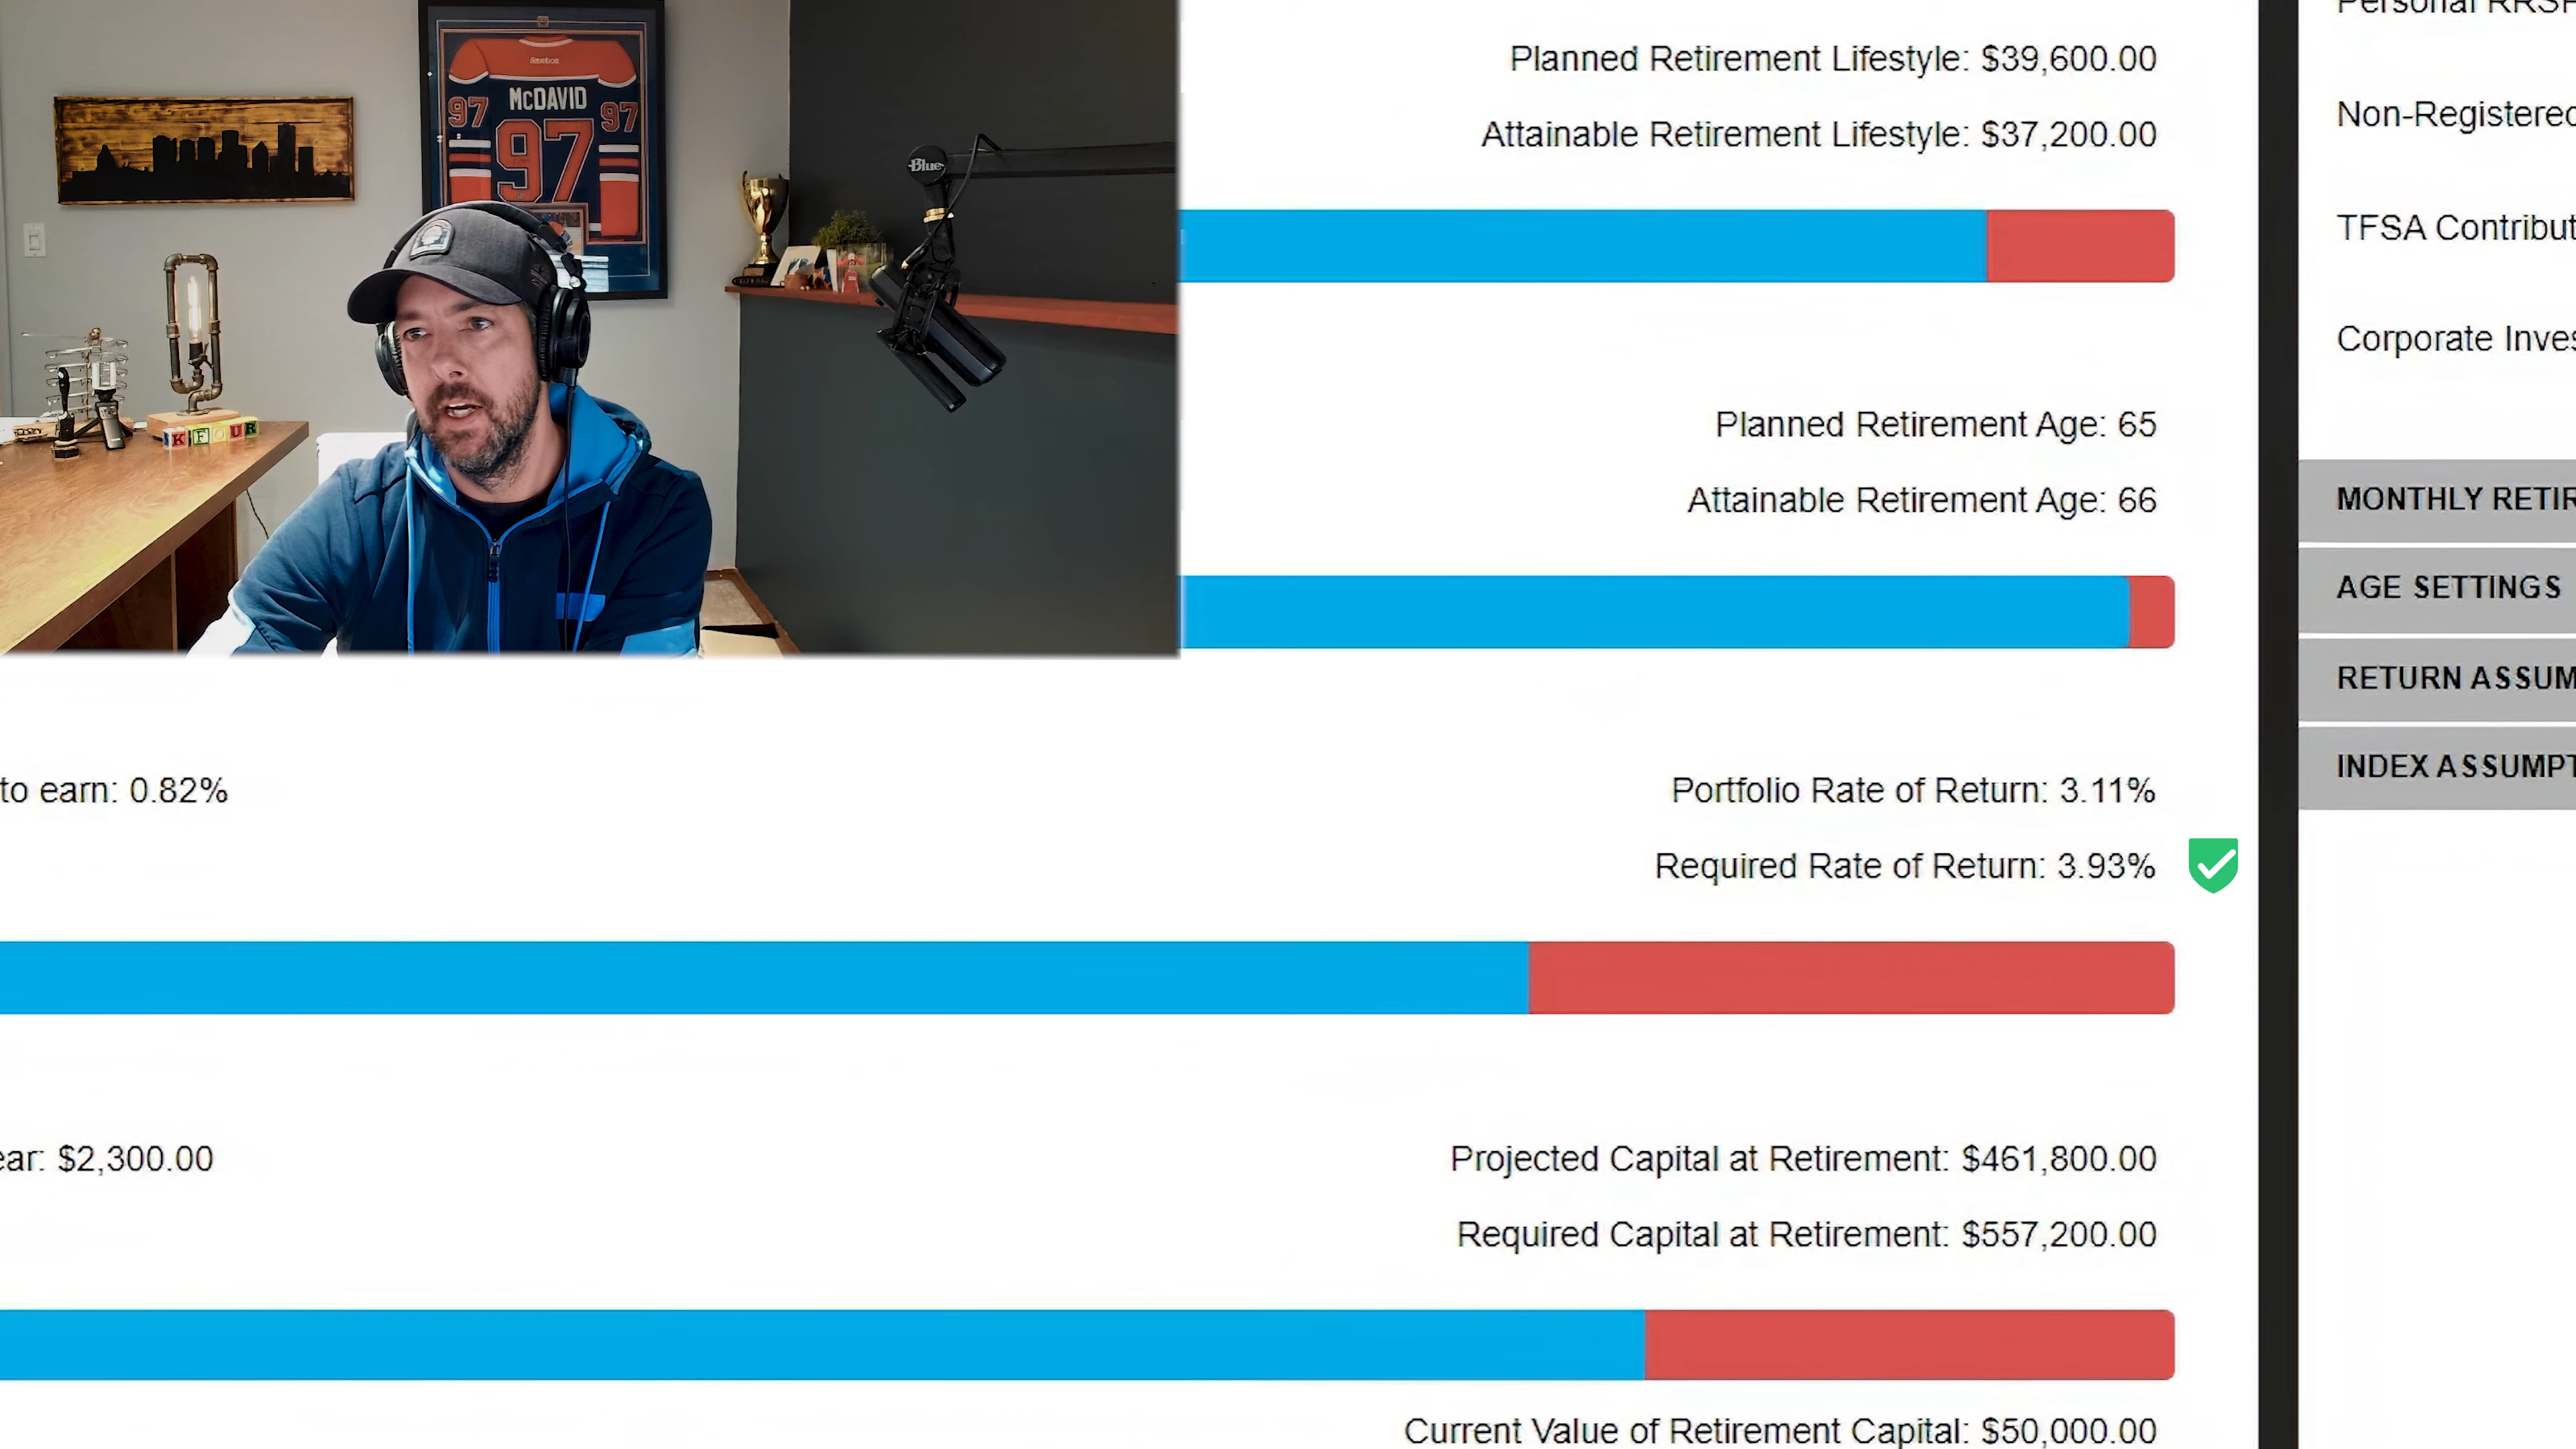 Reebok
McDAVID
97
97
97
Blue
K F O U R
Planned Retirement Lifestyle: $39,600.00
Attainable Retirement Lifestyle: $37,200.00
Planned Retirement Age: 65
Attainable Retirement Age: 66
to earn: 0.82%
Portfolio Rate of Return: 3.11%
Required Rate of Return: 3.93%
ear: $2,300.00
Projected Capital at Retirement: $461,800.00
Required Capital at Retirement: $557,200.00
Current Value of Retirement Capital: $50,000.00
Personal RRSP
Non-Registered
TFSA Contribut
Corporate Inves
MONTHLY RETIR
AGE SETTINGS
RETURN ASSUM
INDEX ASSUMPT